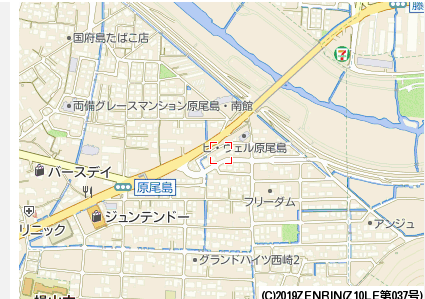 藤
国府島たばこ店
7
両備グレースマンション原尾島・南館
ヒ・ウェル原尾島
バースデイ
原尾島
フリーダム
ジュンテンドー
リニック
アンジュ
グランドハイツ西崎2
(C)2019ZENRIN(Z10LE第037号)